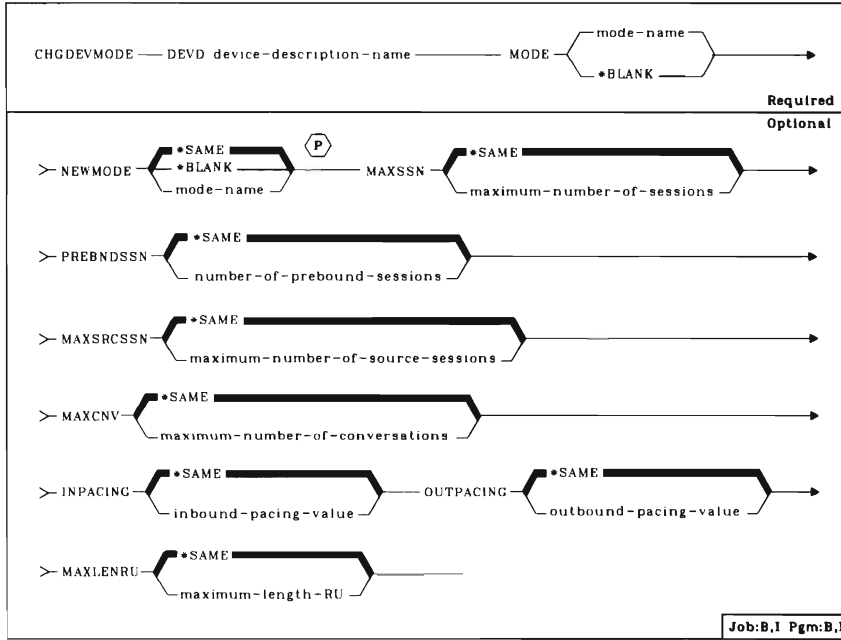 mode-name
CHGDEVMODE DEVD device-description-name MODE
*BLANK
Required
Optional
*SAME P *SAME
NEWMODE *BLANK MAXSSN
mode-name maximum-number-of-sessions
*SAME
PREBNDSSN
number-of-prebound-sessions
*SAME
MAXSRCSSN
maximum-number-of-source-sessions
*SAME
MAXCNV
maximum-number-of-conversations
*SAME *SAME
INPACING OUTPACING
inbound-pacing-value outbound-pacing-value
*SAME
MAXLENRU
maximum-length-RU
Job:B,I Pgm:B,I